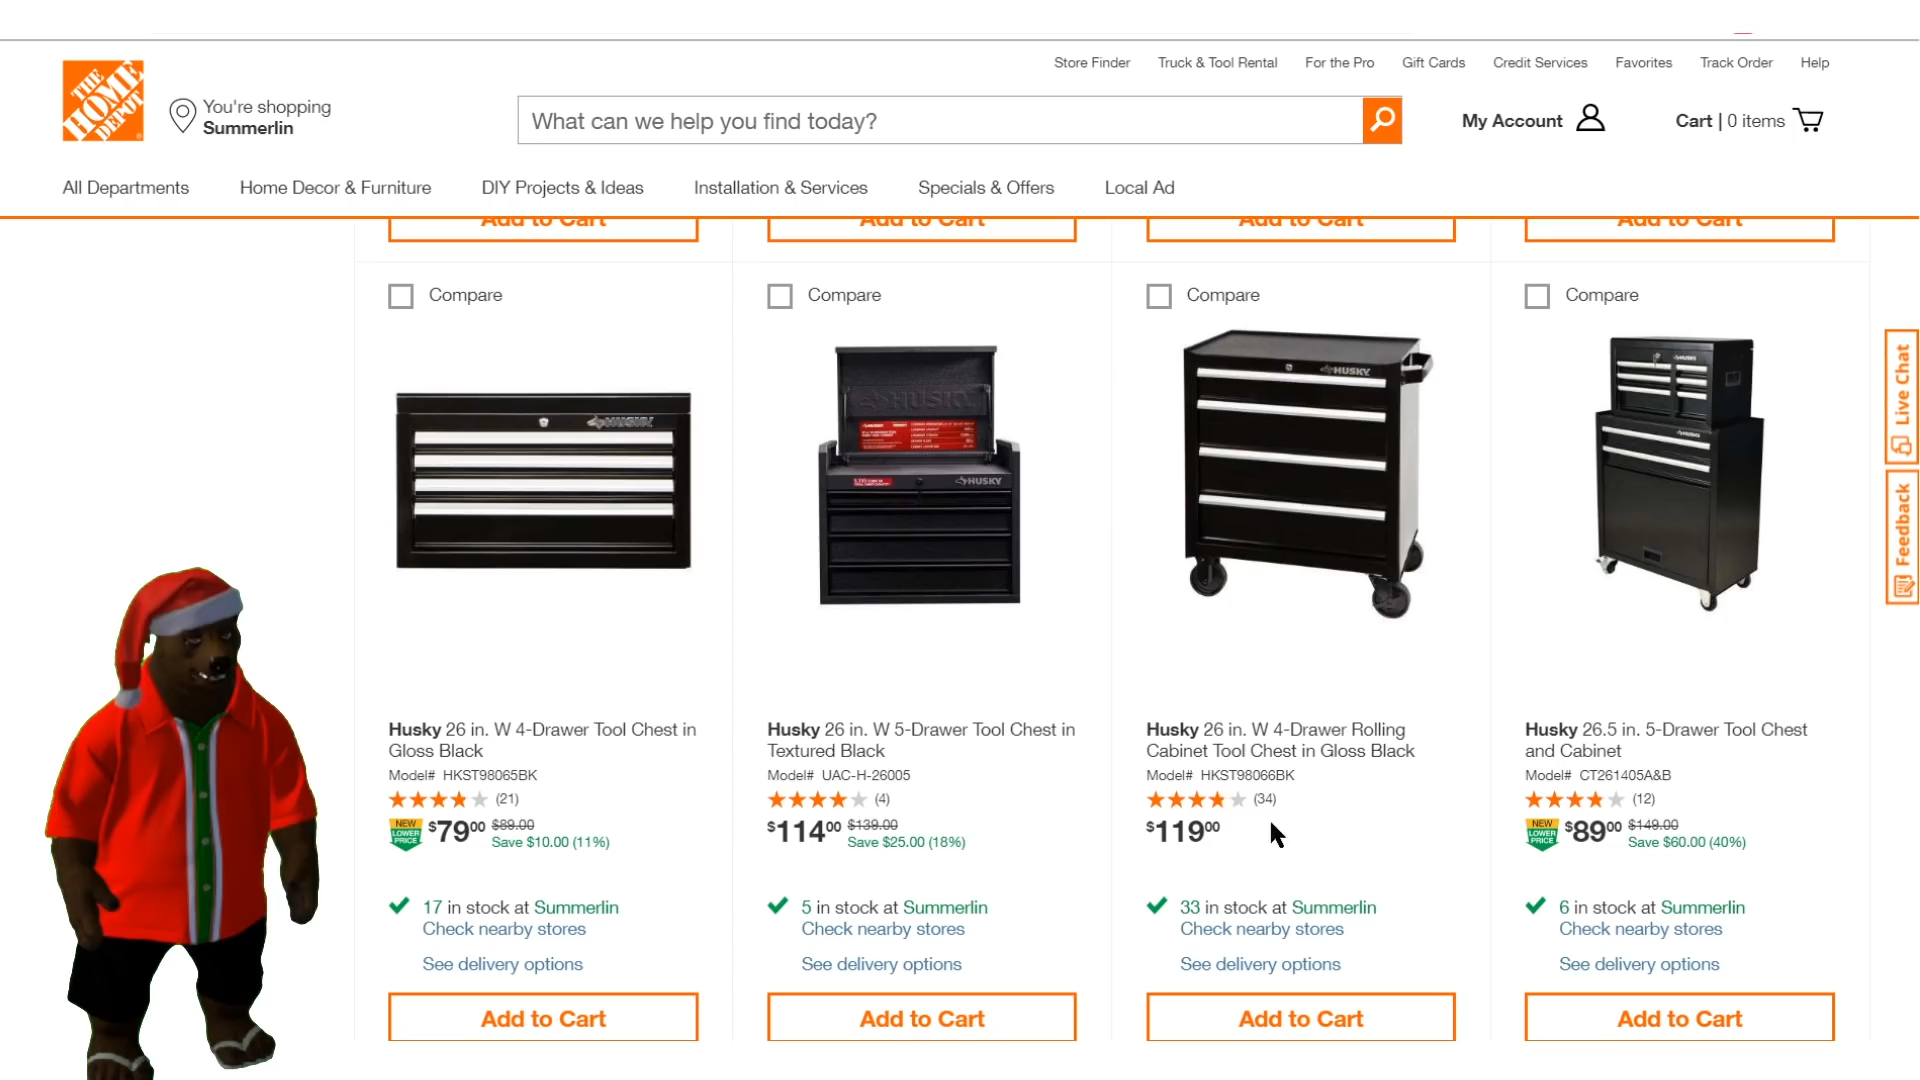 Store Finder
Truck & Tool Rental
For the Pro
Gift Cards
Credit Services
Favorites
Track Order
Help
THE HOME DEPOT
You're shopping
Summerlin
What can we help you find today?
My Account
Cart | 0 items
All Departments
Home Decor & Furniture
DIY Projects & Ideas
Installation & Services
Specials & Offers
Local Ad
Add to Cart
Add to Cart
Add to Cart
Add to Cart
Compare
Compare
Compare
Compare
HUSKY
HUSKY
HUSKY
HUSKY
HUSKY
HUSKY
Live Chat
Feedback
Husky 26 in. W 4-Drawer Tool Chest in
Gloss Black
Model# HKST98065BK
(21)
NEW LOWER PRICE
$7900 $89.00
Save $10.00 (11%)
17 in stock at Summerlin
Check nearby stores
See delivery options
Add to Cart
Husky 26 in. W 5-Drawer Tool Chest in
Textured Black
Model# UAC-H-26005
(4)
$11400 $139.00
Save $25.00 (18%)
5 in stock at Summerlin
Check nearby stores
See delivery options
Add to Cart
Husky 26 in. W 4-Drawer Rolling
Cabinet Tool Chest in Gloss Black
Model# HKST98066BK
(34)
$11900
33 in stock at Summerlin
Check nearby stores
See delivery options
Add to Cart
Husky 26.5 in. 5-Drawer Tool Chest
and Cabinet
Model# CT261405A&B
(12)
NEW LOWER PRICE
$8900 $149.00
Save $60.00 (40%)
6 in stock at Summerlin
Check nearby stores
See delivery options
Add to Cart